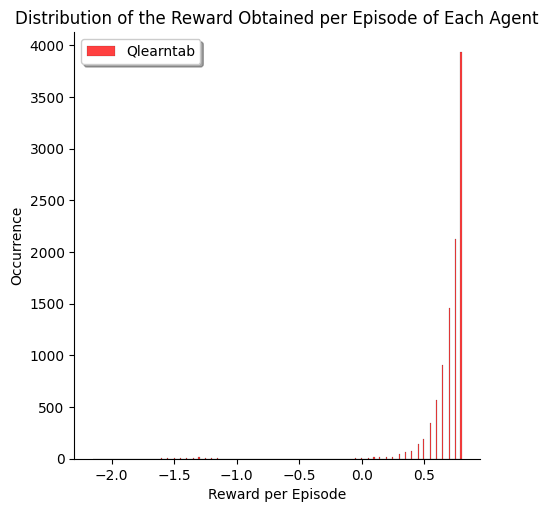 Distribution of the Reward Obtained per Episode of Each Agent
Qlearntab
4000
3500
3000
2500
2000
1500
1000
500
0
Occurrence
−2.0 −1.5 −1.0 −0.5 0.0 0.5
Reward per Episode